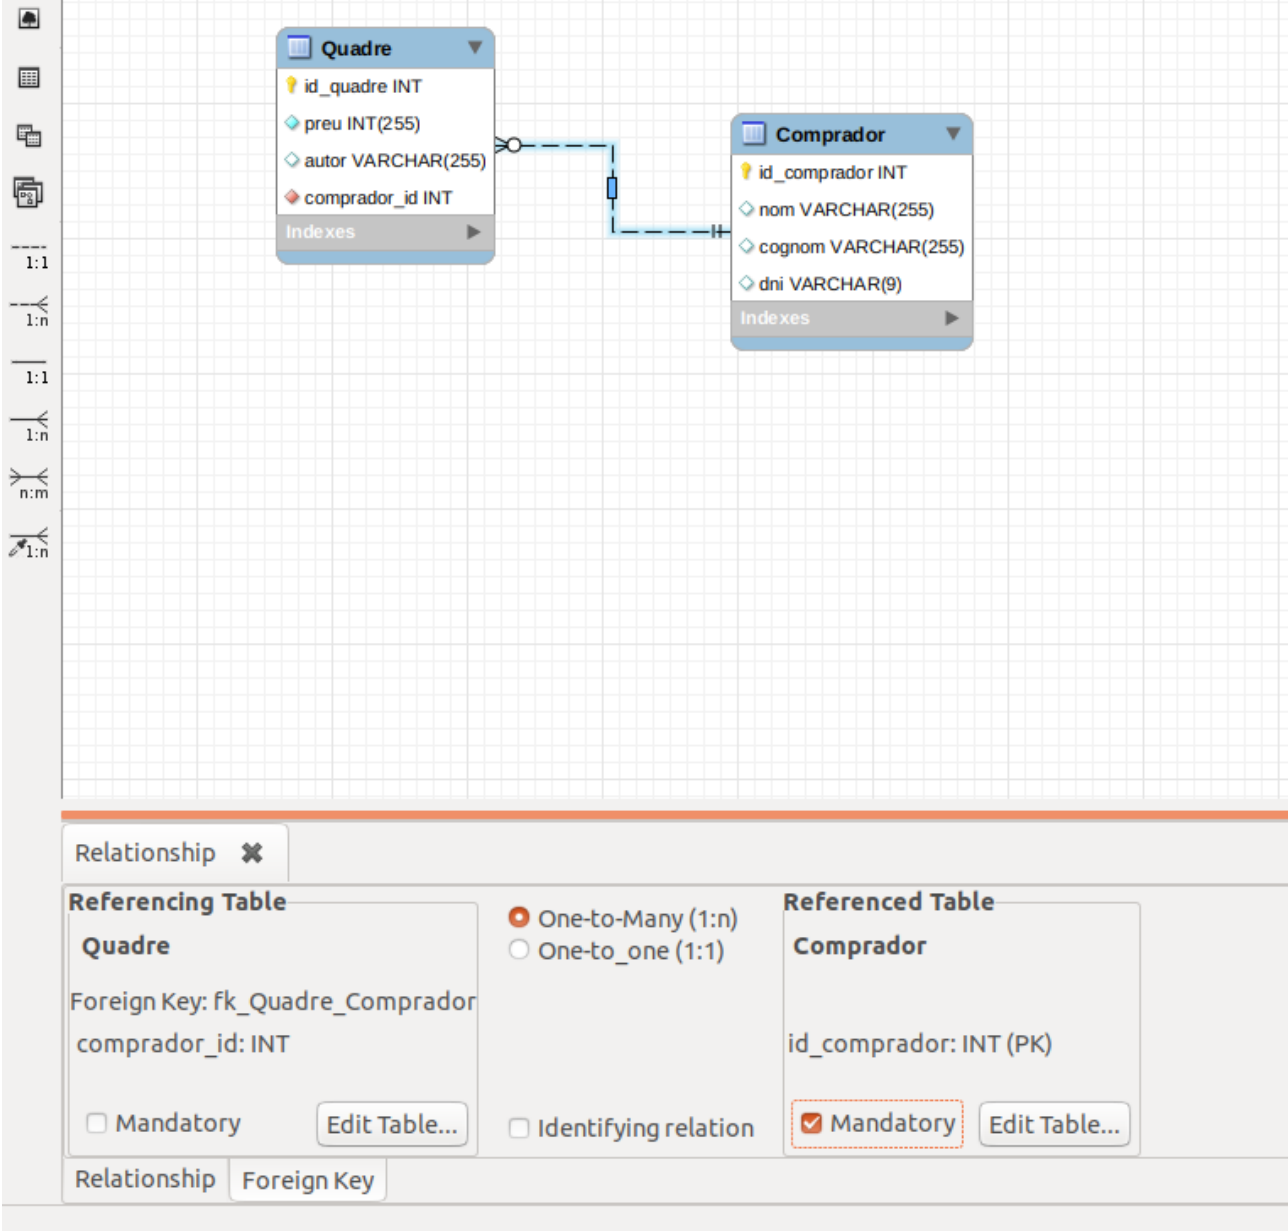 Quadre
id_quadre INT
preu INT(255)
autor VARCHAR(255)
comprador_id INT
Indexes
Comprador
id_comprador INT
nom VARCHAR(255)
cognom VARCHAR(255)
dni VARCHAR(9)
Indexes
1:1
1:n
1:1
1:n
n:m
1:n
Relationship
Referencing Table
Quadre
Foreign Key: fk_Quadre_Comprador
comprador_id: INT
Mandatory
Edit Table...
One-to-Many (1:n)
One-to_one (1:1)
Identifying relation
Referenced Table
Comprador
id_comprador: INT (PK)
Mandatory
Edit Table...
Relationship
Foreign Key